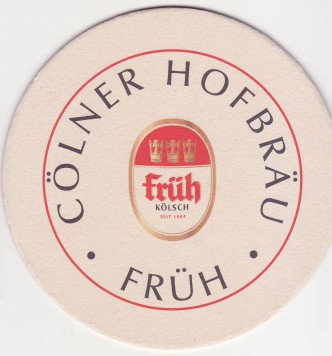 CÖLNER HOFBRÄU
Früh
KÖLSCH
SEIT 1904
• FRÜH •